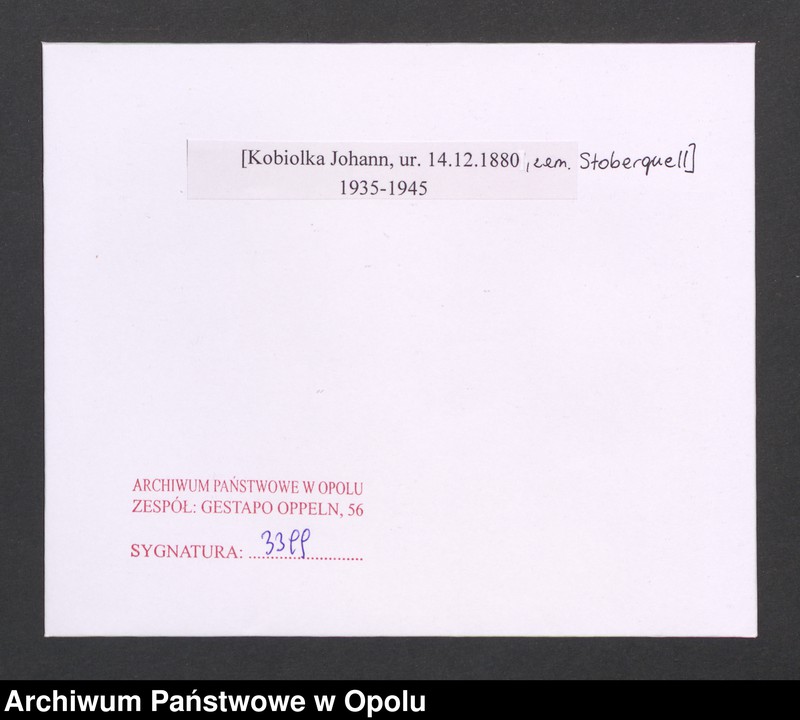 [Kobiolka Johann, ur. 14.12.1880, zam. Stoberquell]
1935-1945
ARCHIWUM PAŃSTWOWE W OPOLU
ZESPÓŁ: GESTAPO OPPELN, 56
SYGNATURA: 3399
Archiwum Państwowe w Opolu